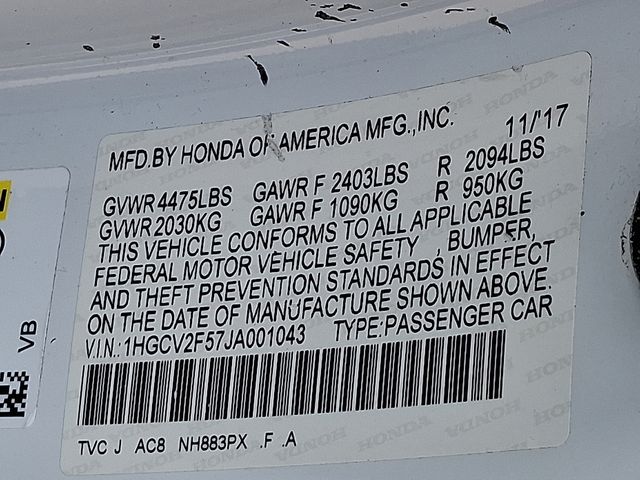 MFD.BY HONDA OF AMERICA MFG.,INC. 11/'17
GVWR 4475LBS GAWR F 2403LBS R 2094LBS
GVWR 2030KG GAWR F 1090KG R 950KG
THIS VEHICLE CONFORMS TO ALL APPLICABLE
FEDERAL MOTOR VEHICLE SAFETY , BUMPER,
AND THEFT PREVENTION STANDARDS IN EFFECT
ON THE DATE OF MANUFACTURE SHOWN ABOVE.
V.I.N.:1HGCV2F57JA001043 TYPE:PASSENGER CAR
TVC J AC8 NH883PX .F .A
VB